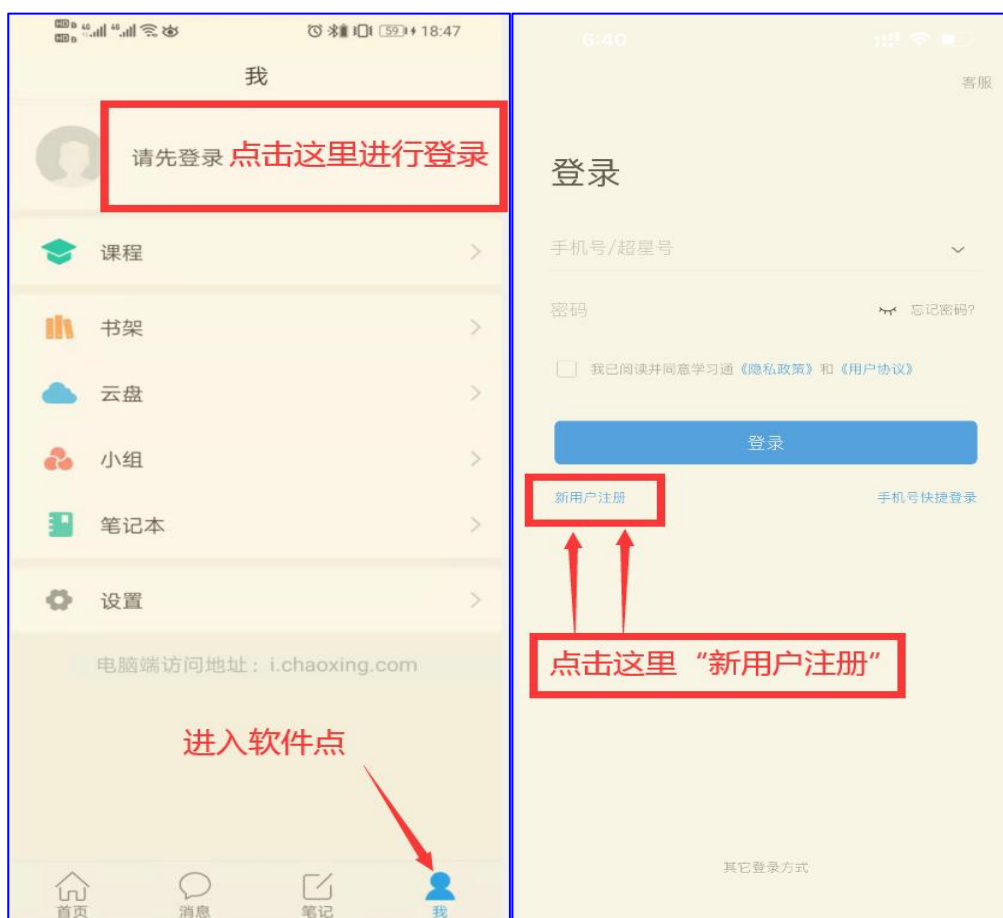 18:47
59
我
请先登录 点击这里进行登录
课程
书架
云盘
小组
笔记本
设置
电脑端访问地址：i.chaoxing.com
进入软件点
首页
消息
笔记
我
6:40
客服
登录
手机号/超星号
密码
忘记密码?
我已阅读并同意学习通《隐私政策》和《用户协议》
登录
新用户注册
手机号快捷登录
点击这里“新用户注册”
其它登录方式